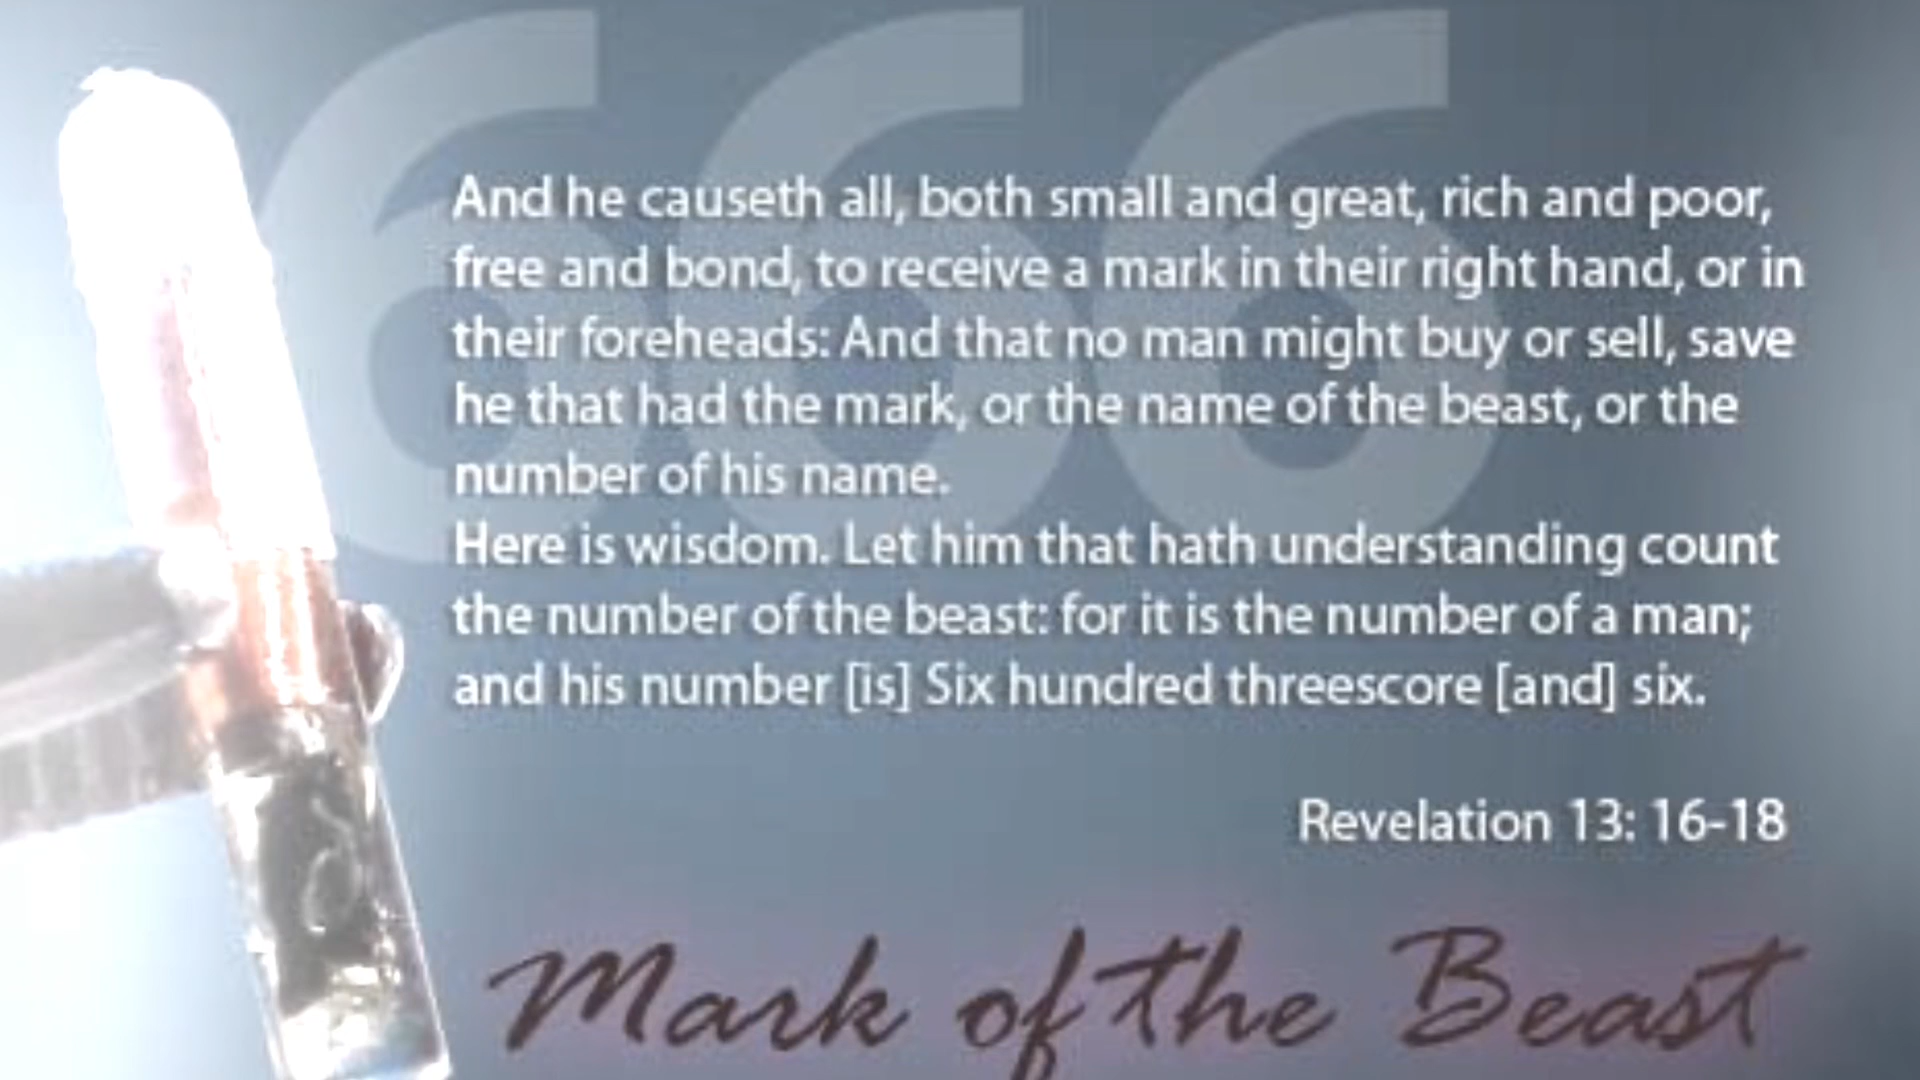 666
And he causeth all, both small and great, rich and poor,
free and bond, to receive a mark in their right hand, or in
their foreheads: And that no man might buy or sell, save
he that had the mark, or the name of the beast, or the
number of his name.
Here is wisdom. Let him that hath understanding count
the number of the beast: for it is the number of a man;
and his number [is] Six hundred threescore [and] six.
Revelation 13: 16-18
Mark of the Beast